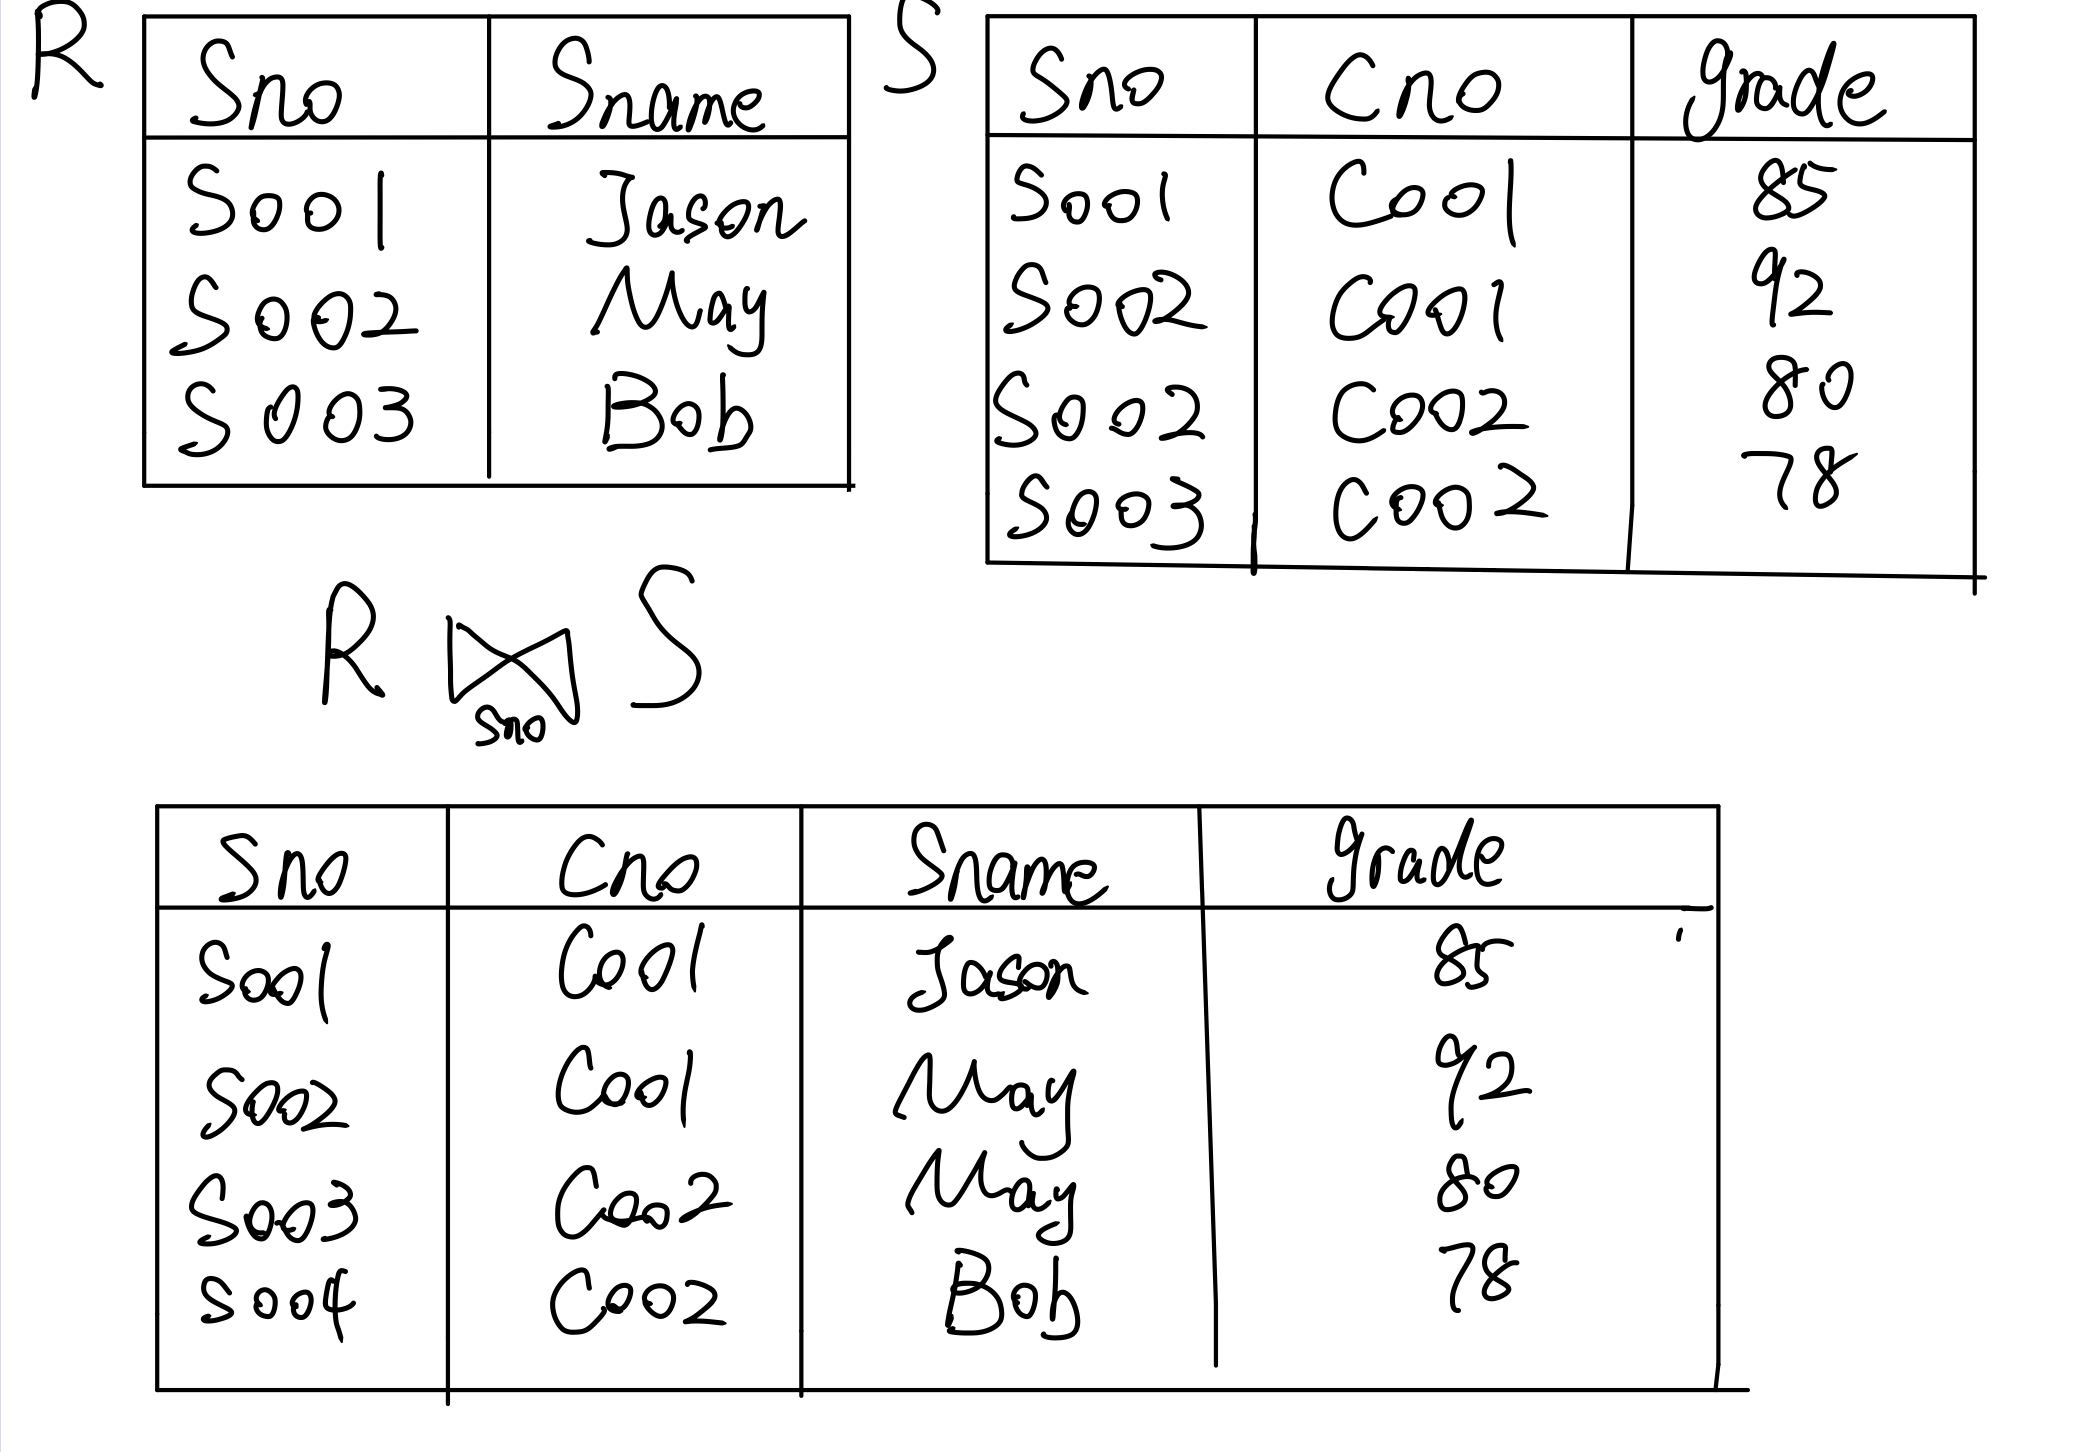 R
Sno Sname
S001 Jason
S002 May
S003 Bob
S
Sno Cno grade
S001 C001 85
S002 C001 92
S002 C002 80
S003 C002 78
R ⋈ S
sno
Sno Cno Sname grade
S001 C001 Jason 85
S002 C001 May 92
S003 C002 May 80
S004 C002 Bob 78